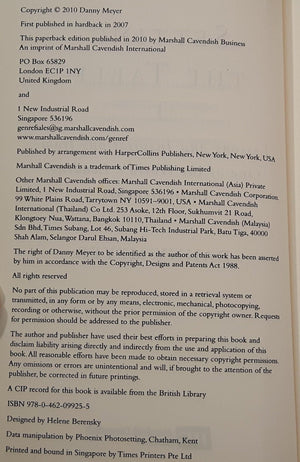 Copyright © 2010 Danny Meyer
First published in hardback in 2007
This paperback edition published in 2010 by Marshall Cavendish Business
An imprint of Marshall Cavendish International
PO Box 65829
London EC1P 1NY
United Kingdom
and
1 New Industrial Road
Singapore 536196
genrefsales@sg.marshallcavendish.com
www.marshallcavendish.com/genref
Published by arrangement with HarperCollins Publishers, New York, New York, USA
Marshall Cavendish is a trademark of Times Publishing Limited
Other Marshall Cavendish offices: Marshall Cavendish International (Asia) Private
Limited, 1 New Industrial Road, Singapore 536196 • Marshall Cavendish Corporation
99 White Plains Road, Tarrytown NY 10591–9001, USA • Marshall Cavendish
International (Thailand) Co Ltd. 253 Asoke, 12th Floor, Sukhumvit 21 Road,
Klongtoey Nua, Wattana, Bangkok 10110, Thailand • Marshall Cavendish (Malaysia)
Sdn Bhd, Times Subang, Lot 46, Subang Hi-Tech Industrial Park, Batu Tiga, 40000
Shah Alam, Selangor Darul Ehsan, Malaysia
The right of Danny Meyer to be identified as the author of this work has been asserted
by him in accordance with the Copyright, Designs and Patents Act 1988.
All rights reserved
No part of this publication may be reproduced, stored in a retrieval system or
transmitted, in any form or by any means, electronic, mechanical, photocopying,
recording or otherwise, without the prior permission of the copyright owner. Requests
for permission should be addressed to the publisher.
The author and publisher have used their best efforts in preparing this book and
disclaim liability arising directly and indirectly from the use and application of this
book. All reasonable efforts have been made to obtain necessary copyright permissions.
Any omissions or errors are unintentional and will, if brought to the attention of the
publisher, be corrected in future printings.
A CIP record for this book is available from the British Library
ISBN 978-0-462-09925-5
Designed by Helene Berensky
Data manipulation by Phoenix Photosetting, Chatham, Kent
Printed and bound in Singapore by Times Printers Pte Ltd